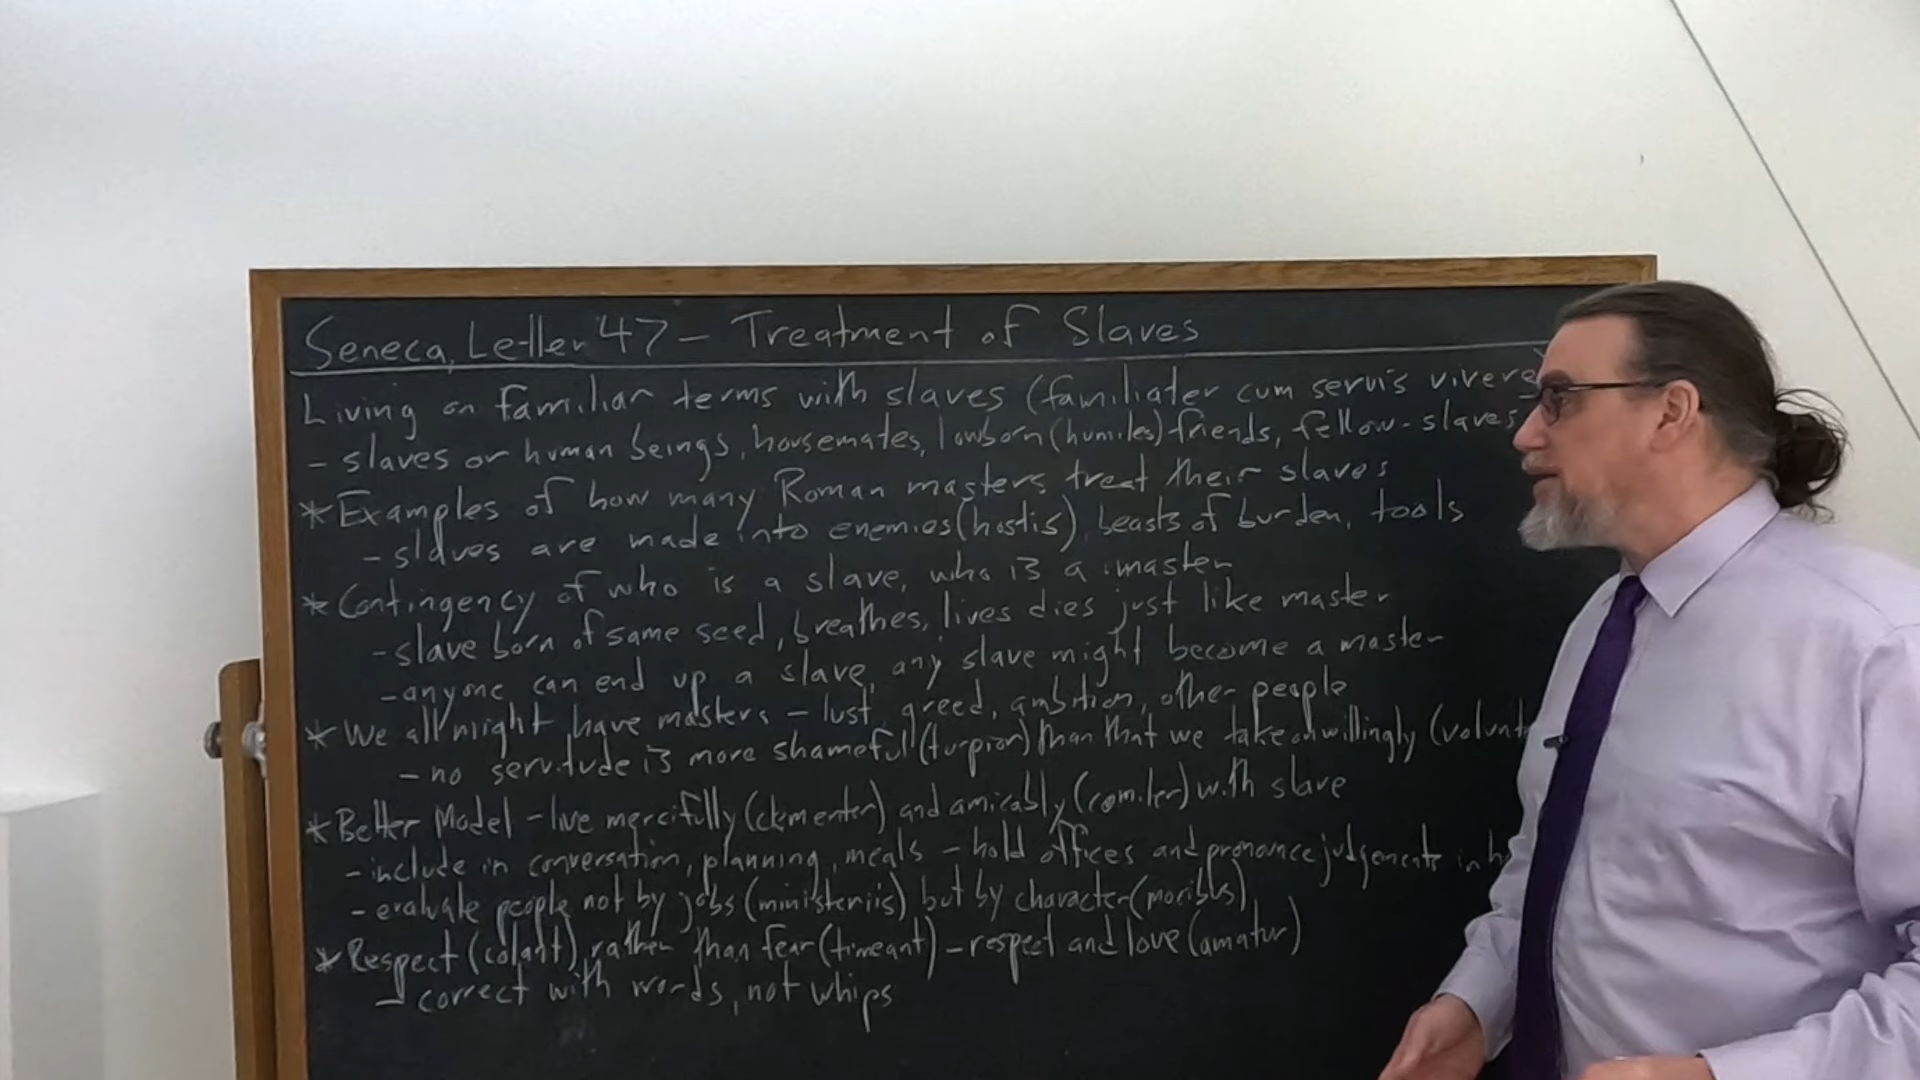 Seneca, Letter 47 - Treatment of Slaves
Living on familiar terms with slaves (familiater cum servis vivere
- slaves or human beings, housemates, lowborn (humiles) friends, fellow-slaves
* Examples of how many Roman masters treat their slaves
- slaves are made into enemies (hostis), beasts of burden, tools
* Contingency of who is a slave, who is a master
- slave born of same seed, breathes, lives dies just like master
- anyone can end up a slave, any slave might become a master
* We all might have masters - lust, greed, ambition, other people
- no servitude is more shameful (turpior) than that we take on willingly (volunt
* Better Model - live mercifully (clementer) and amicably (comiter) with slave
- include in conversation, planning, meals - hold offices and pronounce judgements in
- evaluate people not by jobs (ministeriis) but by character (moribus)
* Respect (colant) rather than fear (timeant) - respect and love (amatur)
- correct with words, not whips